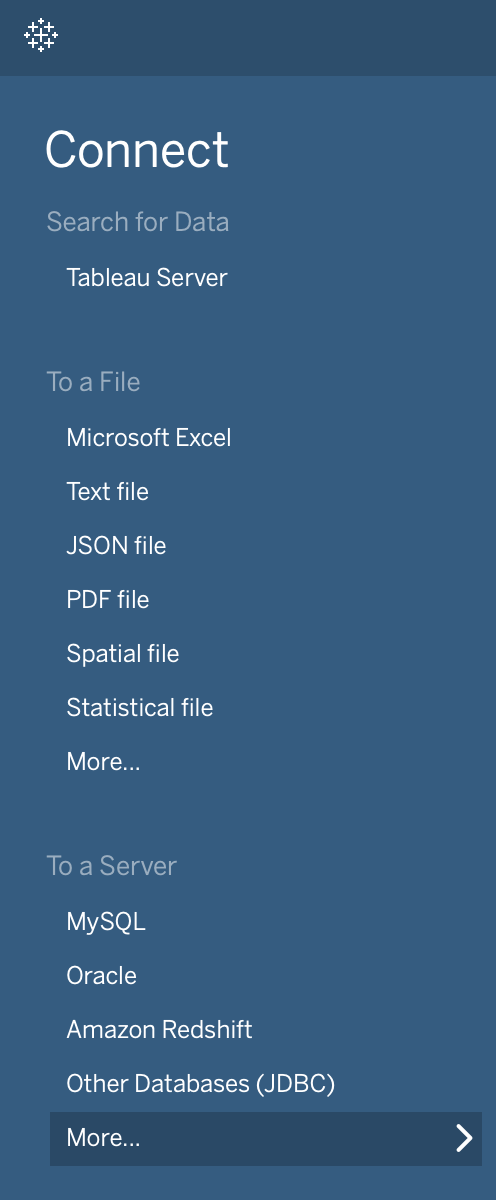 Connect
Search for Data
Tableau Server
To a File
Microsoft Excel
Text file
JSON file
PDF file
Spatial file
Statistical file
More...
To a Server
MySQL
Oracle
Amazon Redshift
Other Databases (JDBC)
More...